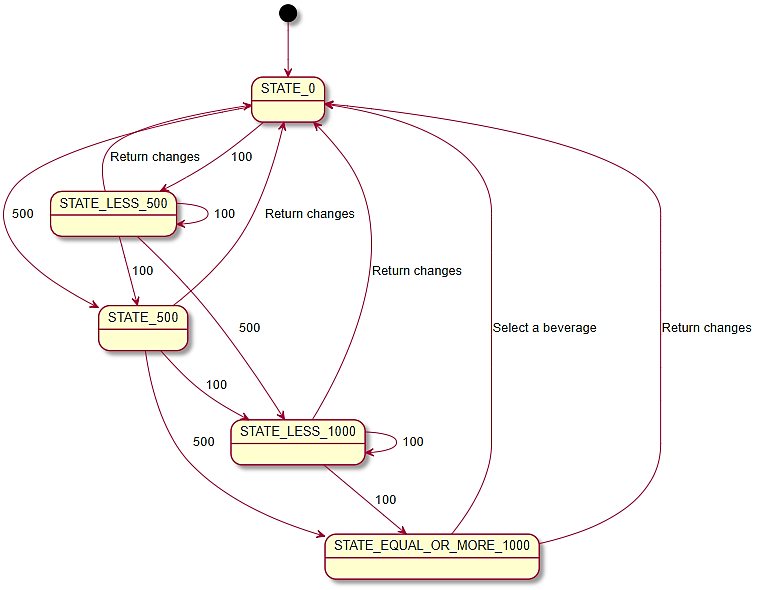 STATE_0
Return changes
100
STATE_LESS_500
500
100
Return changes
100
Return changes
STATE_500
500
Select a beverage
Return changes
100
STATE_LESS_1000
500
100
100
STATE_EQUAL_OR_MORE_1000